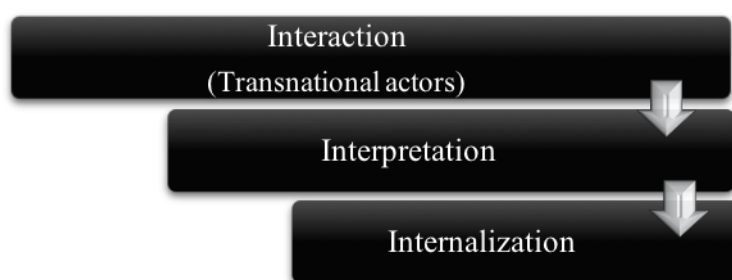 Interaction
(Transnational actors)
Interpretation
Internalization